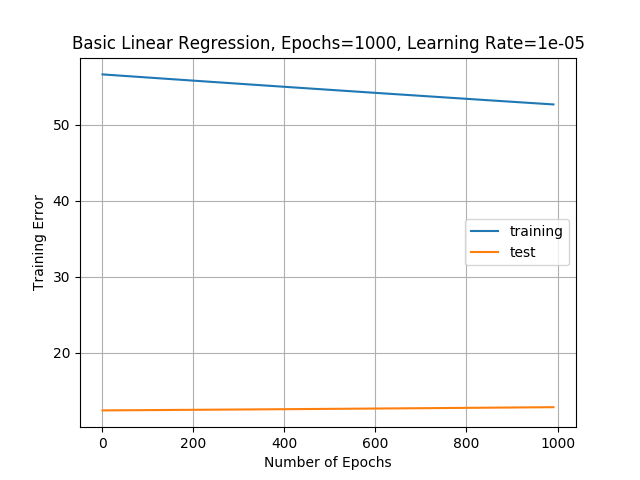 Basic Linear Regression, Epochs=1000, Learning Rate=1e-05
Training Error
50
40
30
20
training
test
0 200 400 600 800 1000
Number of Epochs